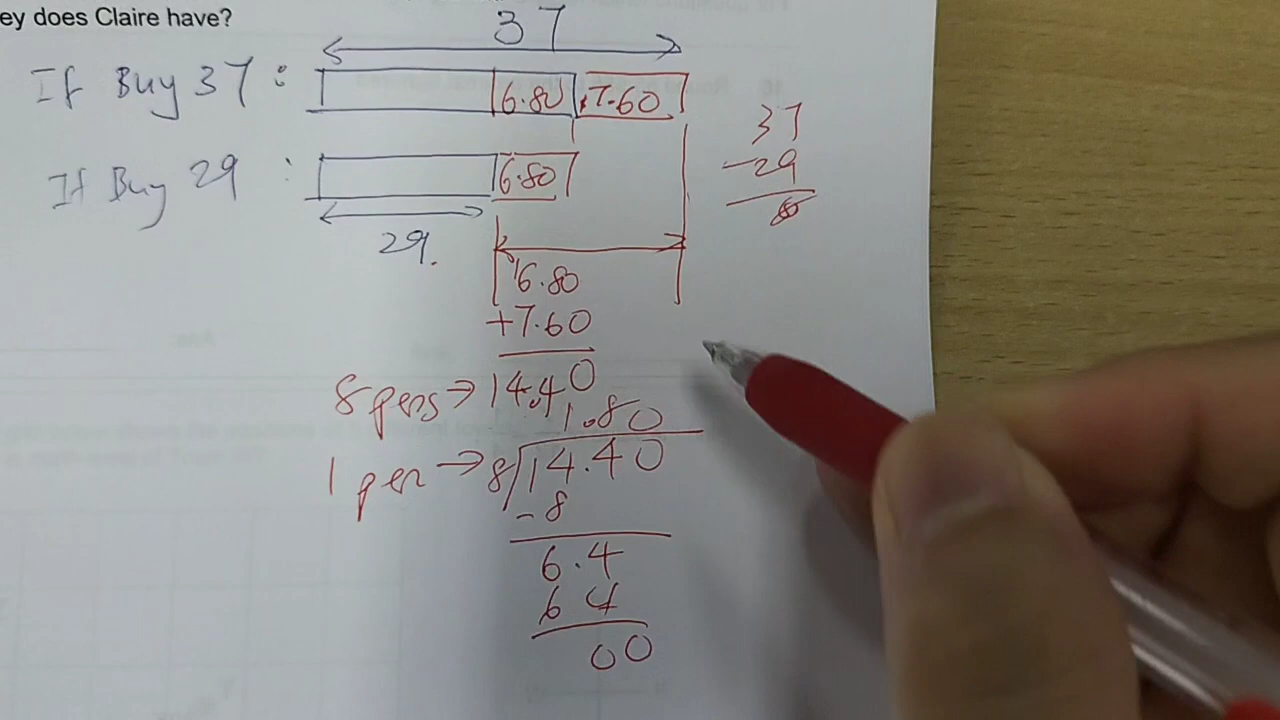 ey does Claire have?
37
If Buy 37 : 6.80 7.60
If Buy 29 : 6.80
29.
37
-29
8
6.80
+7.60
8 pens → 14.40
1.80
1 pen → 8 14.40
- 8
6.4
6 4
00